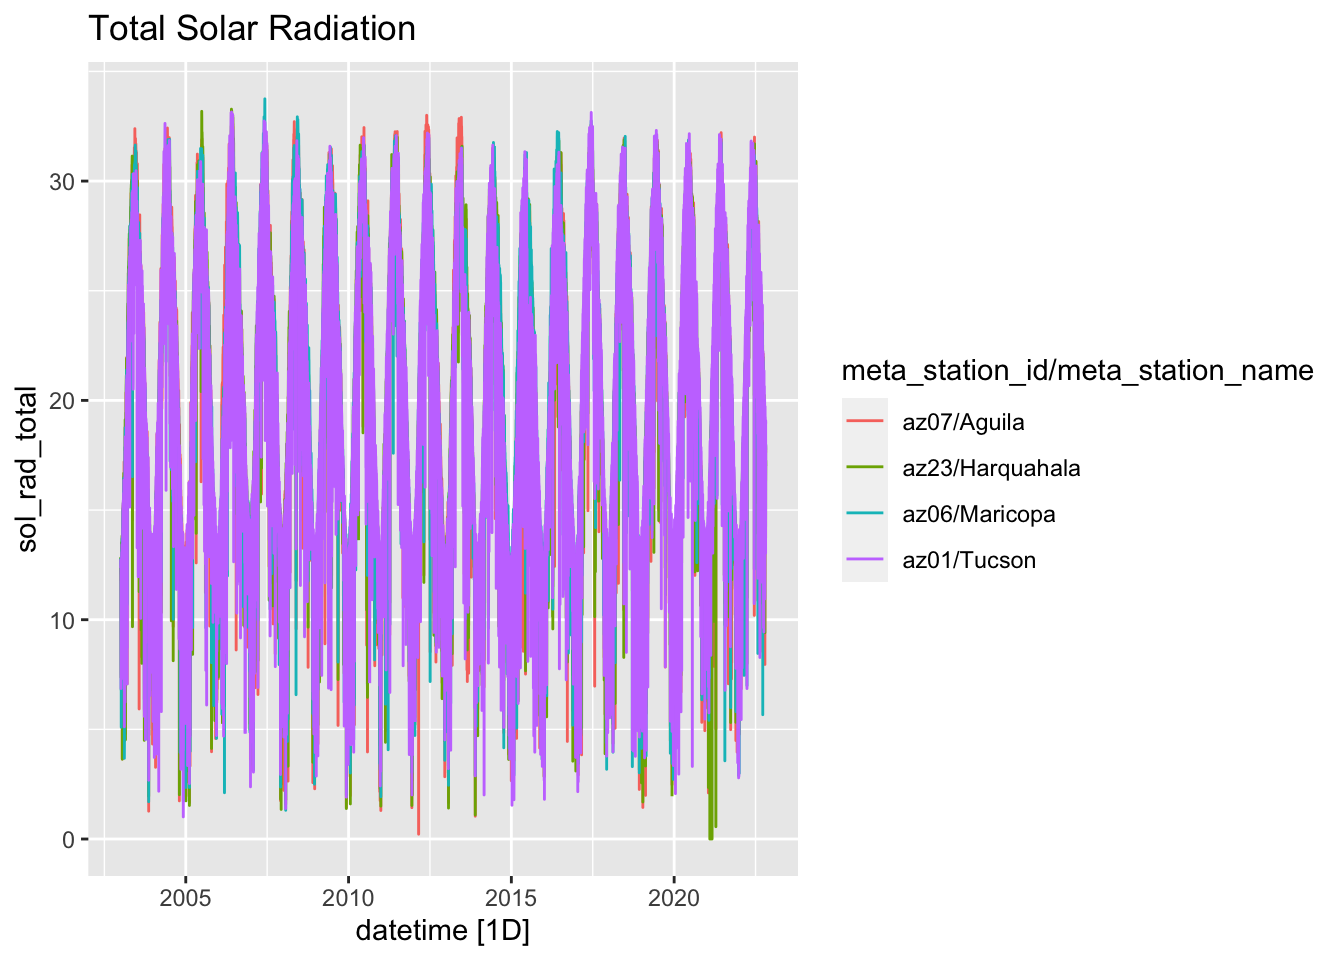 Total Solar Radiation
sol_rad_total
30
20
10
0
2005 2010 2015 2020
datetime [1D]
meta_station_id/meta_station_name
az07/Aguila
az23/Harquahala
az06/Maricopa
az01/Tucson